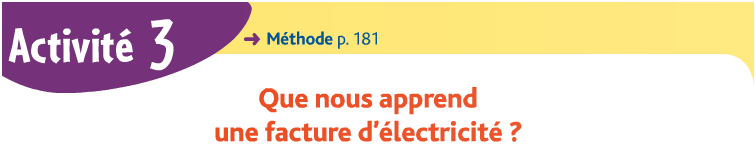 Activité 3
➜ Méthode p. 181
Que nous apprend
une facture d'électricité ?